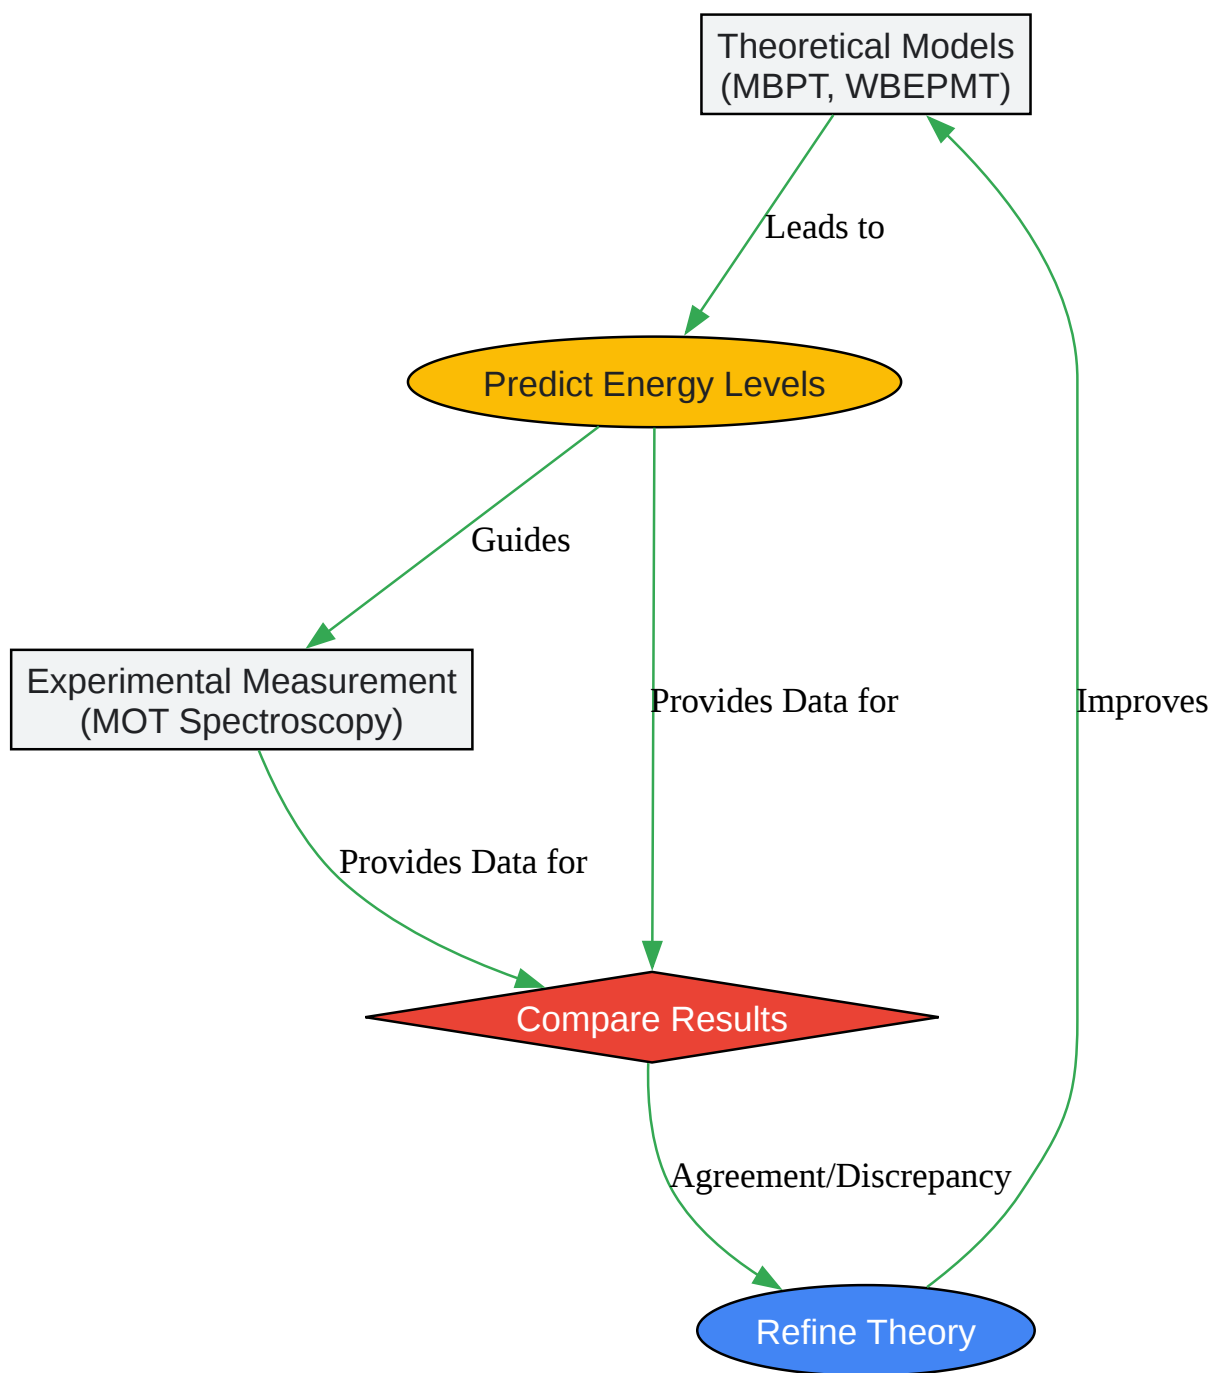 Theoretical Models
(MBPT, WBEPMT)
Leads to
Predict Energy Levels
Guides
Experimental Measurement
(MOT Spectroscopy)
Provides Data for
Improves
Provides Data for
Compare Results
Agreement/Discrepancy
Refine Theory